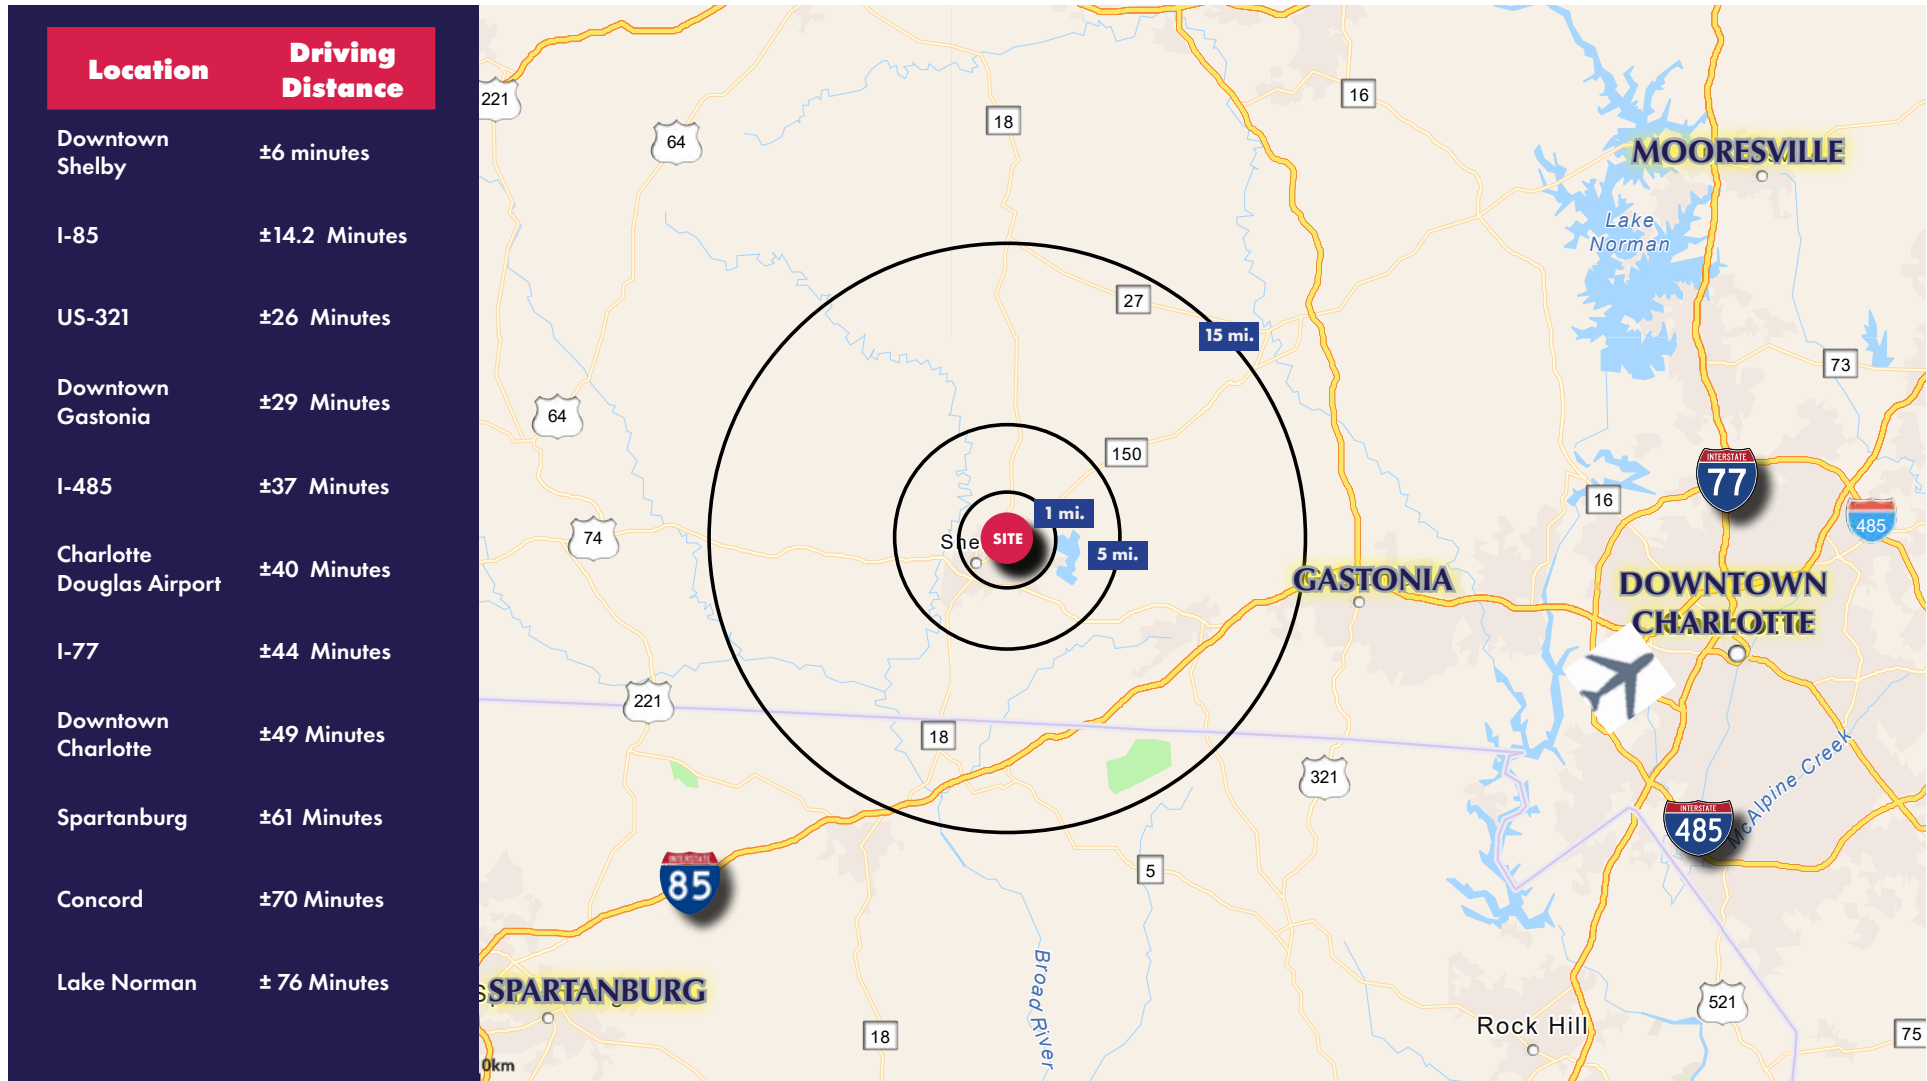 Location
Driving
Distance
Downtown
Shelby
±6 minutes
I-85
±14.2 Minutes
US-321
±26 Minutes
Downtown
Gastonia
±29 Minutes
I-485
±37 Minutes
Charlotte
Douglas Airport
±40 Minutes
I-77
±44 Minutes
Downtown
Charlotte
±49 Minutes
Spartanburg
±61 Minutes
Concord
±70 Minutes
Lake Norman
± 76 Minutes
221
64
18
16
MOORESVILLE
Lake
Norman
27
15 mi.
73
64
150
INTERSTATE
77
16
485
1 mi.
74
She
SITE
5 mi.
GASTONIA
DOWNTOWN
CHARLOTTE
221
18
321
McAlpine Creek
INTERSTATE
485
INTERSTATE
85
5
Broad River
SPARTANBURG
521
Rock Hill
18
75
0km